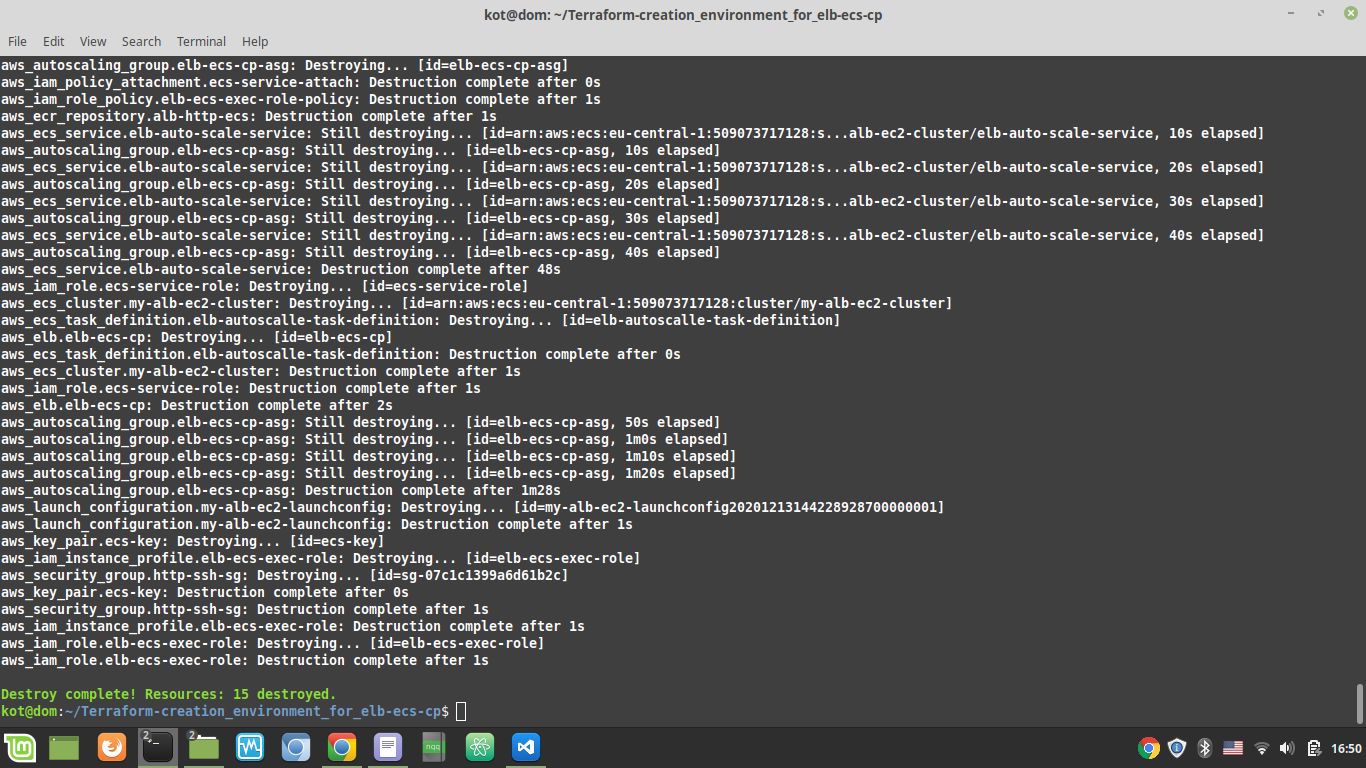 kot@dom: ~/Terraform-creation_environment_for_elb-ecs-cp
File Edit View Search Terminal Help
aws_autoscaling_group.elb-ecs-cp-asg: Destroying... [id=elb-ecs-cp-asg]
aws_iam_policy_attachment.ecs-service-attach: Destruction complete after 0s
aws_iam_role_policy.elb-ecs-exec-role-policy: Destruction complete after 1s
aws_ecr_repository.alb-http-ecs: Destruction complete after 1s
aws_ecs_service.elb-auto-scale-service: Still destroying... [id=arn:aws:ecs:eu-central-1:509073717128:s...alb-ec2-cluster/elb-auto-scale-service, 10s elapsed]
aws_autoscaling_group.elb-ecs-cp-asg: Still destroying... [id=elb-ecs-cp-asg, 10s elapsed]
aws_ecs_service.elb-auto-scale-service: Still destroying... [id=arn:aws:ecs:eu-central-1:509073717128:s...alb-ec2-cluster/elb-auto-scale-service, 20s elapsed]
aws_autoscaling_group.elb-ecs-cp-asg: Still destroying... [id=elb-ecs-cp-asg, 20s elapsed]
aws_ecs_service.elb-auto-scale-service: Still destroying... [id=arn:aws:ecs:eu-central-1:509073717128:s...alb-ec2-cluster/elb-auto-scale-service, 30s elapsed]
aws_autoscaling_group.elb-ecs-cp-asg: Still destroying... [id=elb-ecs-cp-asg, 30s elapsed]
aws_ecs_service.elb-auto-scale-service: Still destroying... [id=arn:aws:ecs:eu-central-1:509073717128:s...alb-ec2-cluster/elb-auto-scale-service, 40s elapsed]
aws_autoscaling_group.elb-ecs-cp-asg: Still destroying... [id=elb-ecs-cp-asg, 40s elapsed]
aws_ecs_service.elb-auto-scale-service: Destruction complete after 48s
aws_iam_role.ecs-service-role: Destroying... [id=ecs-service-role]
aws_ecs_cluster.my-alb-ec2-cluster: Destroying... [id=arn:aws:ecs:eu-central-1:509073717128:cluster/my-alb-ec2-cluster]
aws_ecs_task_definition.elb-autoscalle-task-definition: Destroying... [id=elb-autoscalle-task-definition]
aws_elb.elb-ecs-cp: Destroying... [id=elb-ecs-cp]
aws_ecs_task_definition.elb-autoscalle-task-definition: Destruction complete after 0s
aws_ecs_cluster.my-alb-ec2-cluster: Destruction complete after 1s
aws_iam_role.ecs-service-role: Destruction complete after 1s
aws_elb.elb-ecs-cp: Destruction complete after 2s
aws_autoscaling_group.elb-ecs-cp-asg: Still destroying... [id=elb-ecs-cp-asg, 50s elapsed]
aws_autoscaling_group.elb-ecs-cp-asg: Still destroying... [id=elb-ecs-cp-asg, 1m0s elapsed]
aws_autoscaling_group.elb-ecs-cp-asg: Still destroying... [id=elb-ecs-cp-asg, 1m10s elapsed]
aws_autoscaling_group.elb-ecs-cp-asg: Still destroying... [id=elb-ecs-cp-asg, 1m20s elapsed]
aws_autoscaling_group.elb-ecs-cp-asg: Destruction complete after 1m28s
aws_launch_configuration.my-alb-ec2-launchconfig: Destroying... [id=my-alb-ec2-launchconfig20201213144228928700000001]
aws_launch_configuration.my-alb-ec2-launchconfig: Destruction complete after 1s
aws_key_pair.ecs-key: Destroying... [id=ecs-key]
aws_iam_instance_profile.elb-ecs-exec-role: Destroying... [id=elb-ecs-exec-role]
aws_security_group.http-ssh-sg: Destroying... [id=sg-07c1c1399a6d61b2c]
aws_key_pair.ecs-key: Destruction complete after 0s
aws_security_group.http-ssh-sg: Destruction complete after 1s
aws_iam_instance_profile.elb-ecs-exec-role: Destruction complete after 1s
aws_iam_role.elb-ecs-exec-role: Destroying... [id=elb-ecs-exec-role]
aws_iam_role.elb-ecs-exec-role: Destruction complete after 1s
Destroy complete! Resources: 15 destroyed.
kot@dom:~/Terraform-creation_environment_for_elb-ecs-cp$
2 2 nqq 16:50